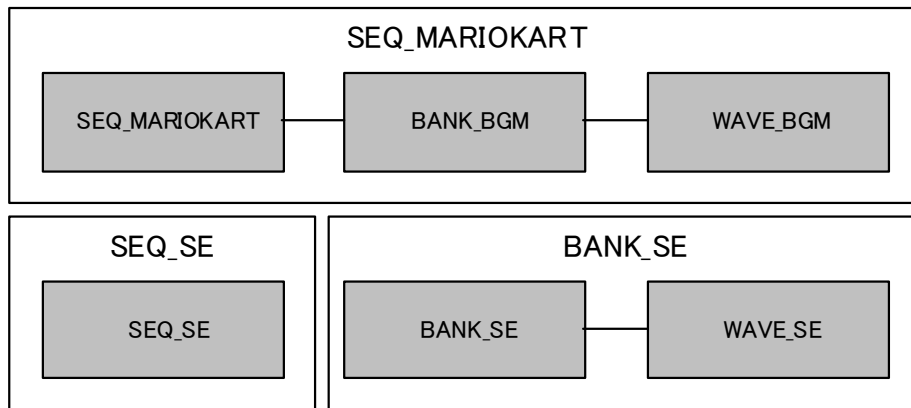 SEQ_MARIOKART
SEQ_MARIOKART
BANK_BGM
WAVE_BGM
SEQ_SE
SEQ_SE
BANK_SE
BANK_SE
WAVE_SE